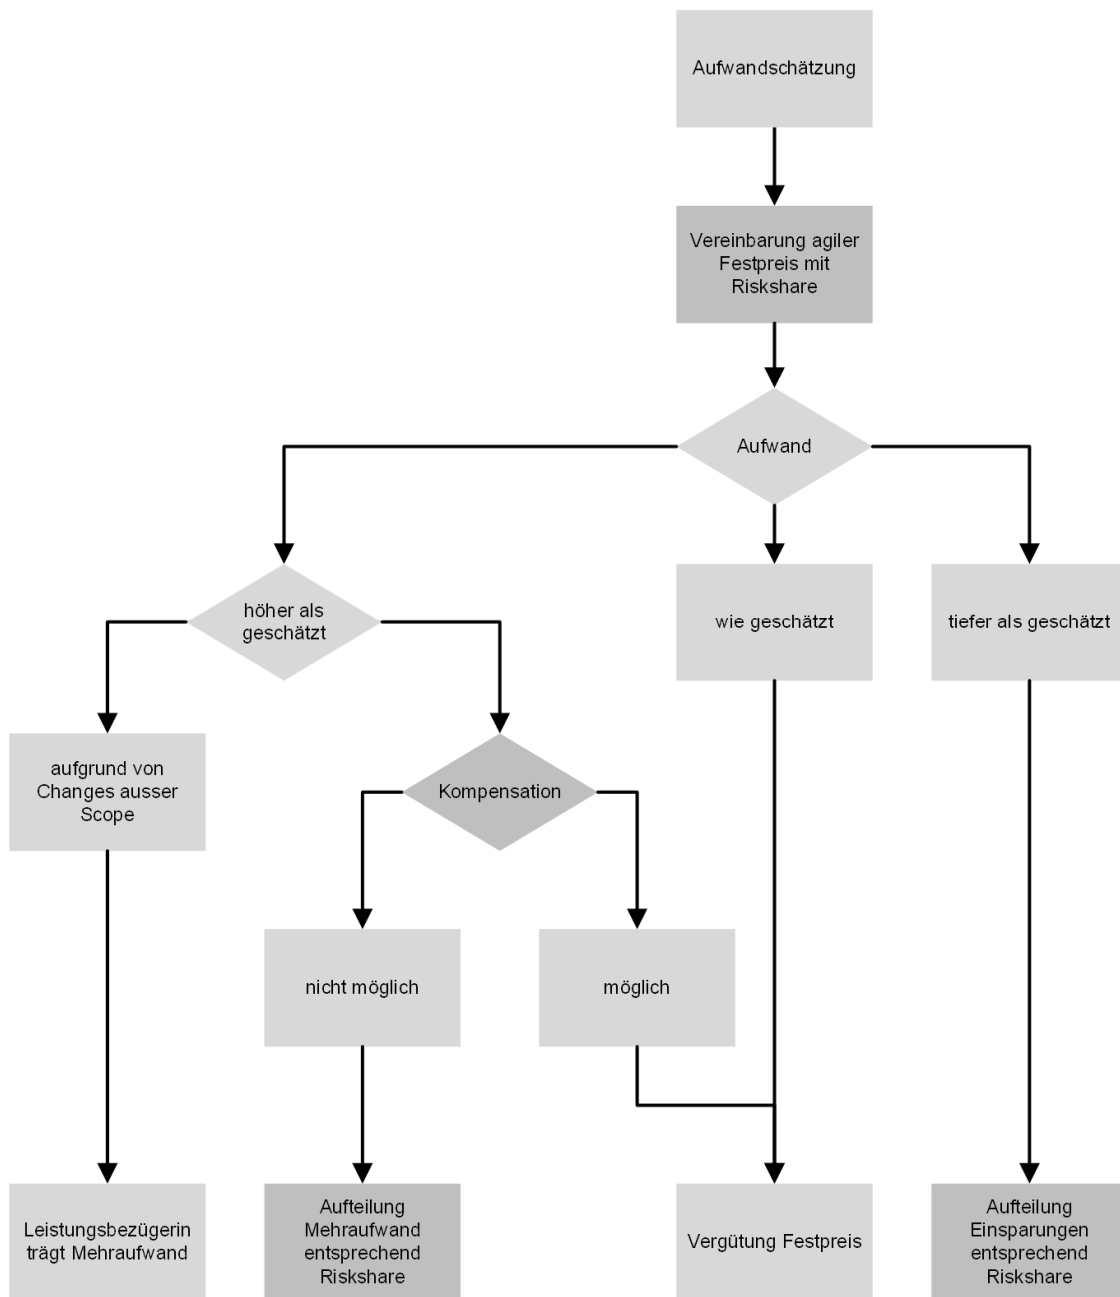 Aufwandschätzung
Vereinbarung agiler
Festpreis mit
Riskshare
Aufwand
höher als
geschätzt
wie geschätzt
tiefer als geschätzt
aufgrund von
Changes ausser
Scope
Kompensation
nicht möglich
möglich
Leistungsbezügerin
trägt Mehraufwand
Aufteilung
Mehraufwand
entsprechend
Riskshare
Vergütung Festpreis
Aufteilung
Einsparungen
entsprechend
Riskshare